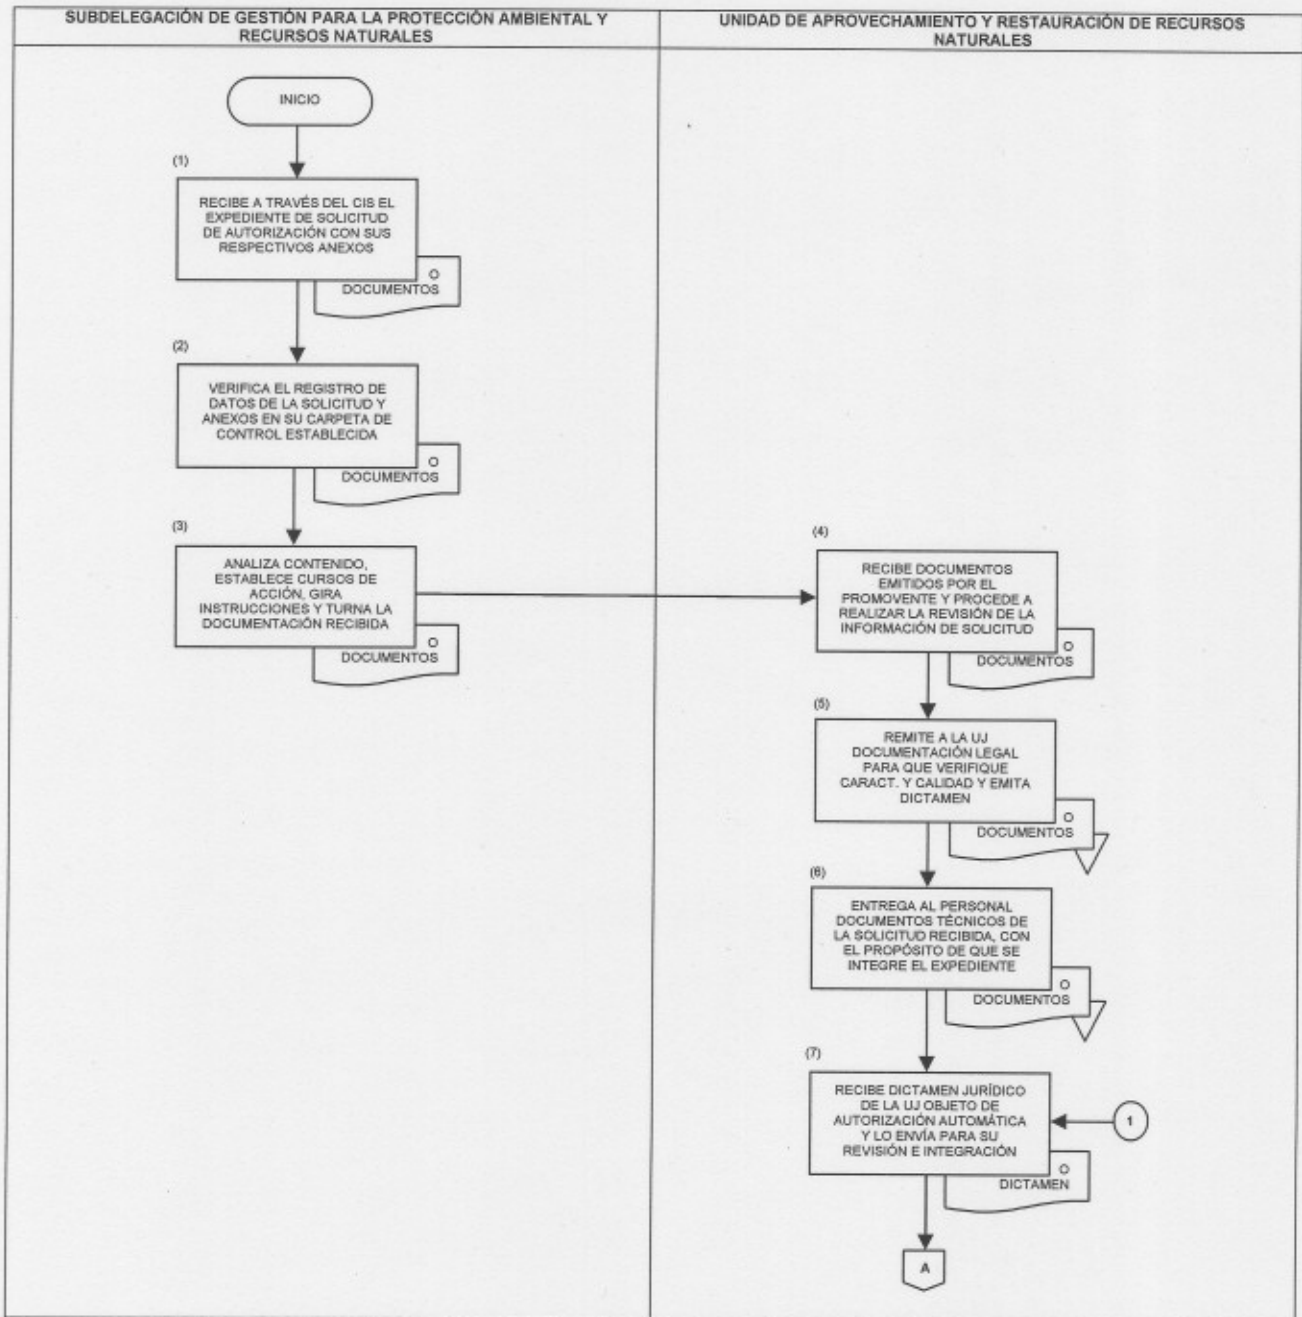 SUBDELEGACIÓN DE GESTIÓN PARA LA PROTECCIÓN AMBIENTAL Y
RECURSOS NATURALES
UNIDAD DE APROVECHAMIENTO Y RESTAURACIÓN DE RECURSOS
NATURALES
INICIO
(1)
RECIBE A TRAVÉS DEL CIS EL
EXPEDIENTE DE SOLICITUD
DE AUTORIZACIÓN CON SUS
RESPECTIVOS ANEXOS
O
DOCUMENTOS
(2)
VERIFICA EL REGISTRO DE
DATOS DE LA SOLICITUD Y
ANEXOS EN SU CARPETA DE
CONTROL ESTABLECIDA
O
DOCUMENTOS
(3)
ANALIZA CONTENIDO,
ESTABLECE CURSOS DE
ACCIÓN, GIRA
INSTRUCCIONES Y TURNA LA
DOCUMENTACIÓN RECIBIDA
O
DOCUMENTOS
(4)
RECIBE DOCUMENTOS
EMITIDOS POR EL
PROMOVENTE Y PROCEDE A
REALIZAR LA REVISIÓN DE LA
INFORMACIÓN DE SOLICITUD
O
DOCUMENTOS
(5)
REMITE A LA UJ
DOCUMENTACIÓN LEGAL
PARA QUE VERIFIQUE
CARACT. Y CALIDAD Y EMITA
DICTAMEN
O
DOCUMENTOS
(6)
ENTREGA AL PERSONAL
DOCUMENTOS TÉCNICOS DE
LA SOLICITUD RECIBIDA, CON
EL PROPÓSITO DE QUE SE
INTEGRE EL EXPEDIENTE
O
DOCUMENTOS
(7)
RECIBE DICTAMEN JURÍDICO
DE LA UJ OBJETO DE
AUTORIZACIÓN AUTOMÁTICA
Y LO ENVÍA PARA SU
REVISIÓN E INTEGRACIÓN
1
O
DICTAMEN
A